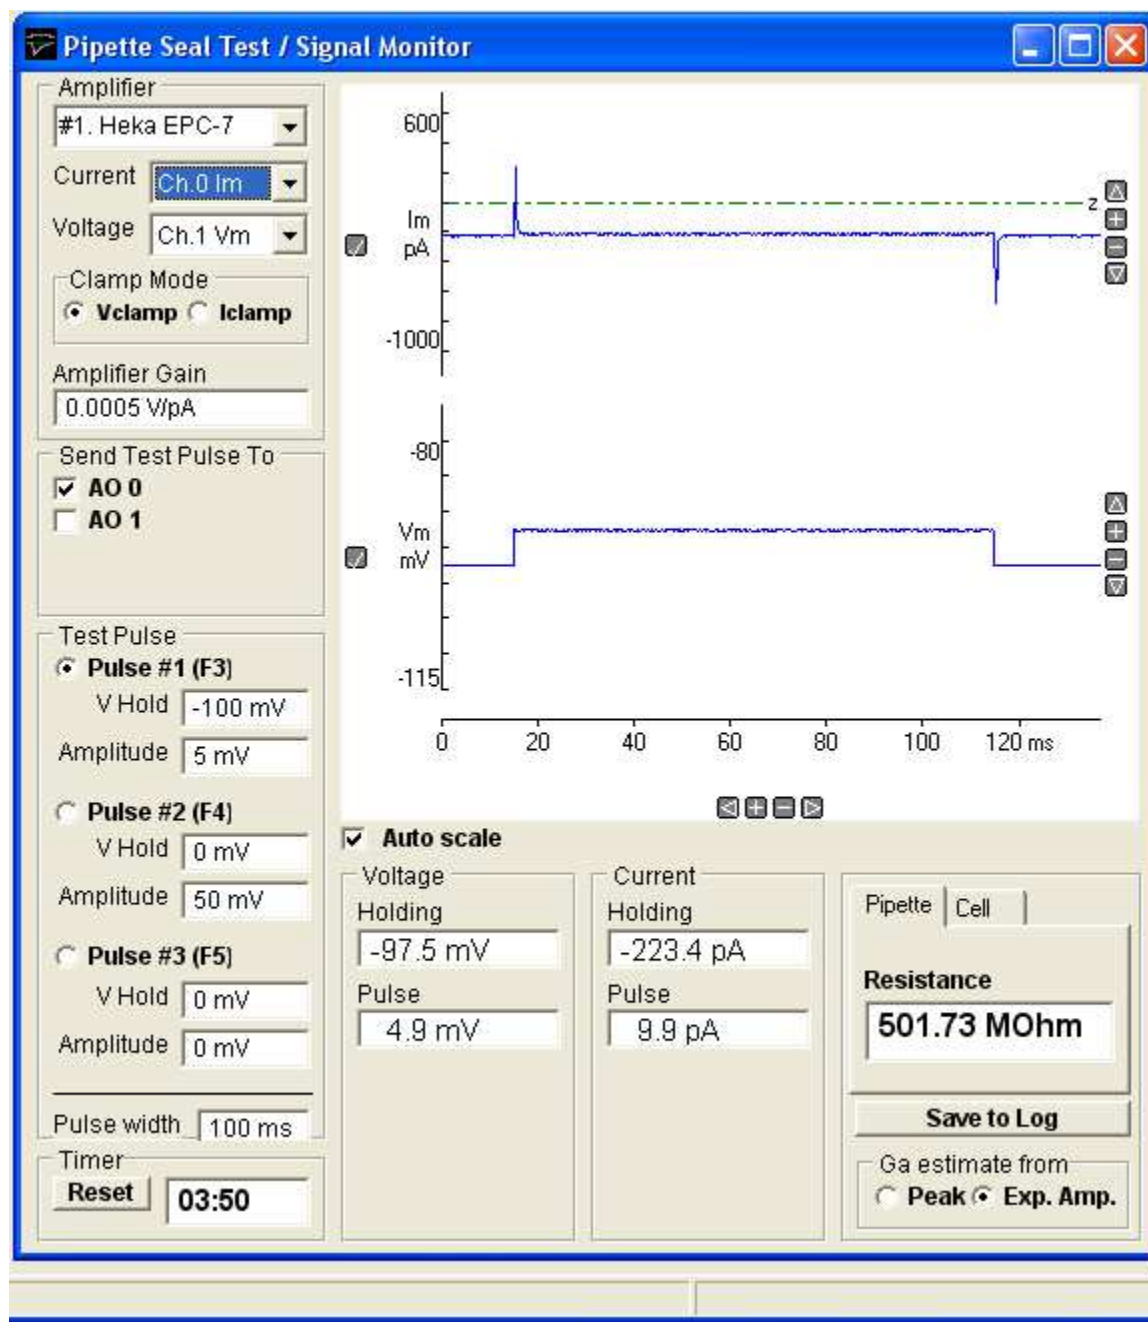 Pipette Seal Test / Signal Monitor
Amplifier
#1. Heka EPC-7
Current Ch.0 Im
Voltage Ch.1 Vm
Clamp Mode
Vclamp Iclamp
Amplifier Gain
0.0005 V/pA
Send Test Pulse To
AO 0
AO 1
Test Pulse
Pulse #1 (F3)
V Hold -100 mV
Amplitude 5 mV
Pulse #2 (F4)
V Hold 0 mV
Amplitude 50 mV
Pulse #3 (F5)
V Hold 0 mV
Amplitude 0 mV
Pulse width 100 ms
Timer
Reset 03:50
600
z
Im
pA
-1000
-80
Vm
mV
-115
0 20 40 60 80 100 120 ms
Auto scale
Voltage
Holding
-97.5 mV
Pulse
4.9 mV
Current
Holding
-223.4 pA
Pulse
9.9 pA
Pipette Cell
Resistance
501.73 MOhm
Save to Log
Ga estimate from
Peak Exp. Amp.